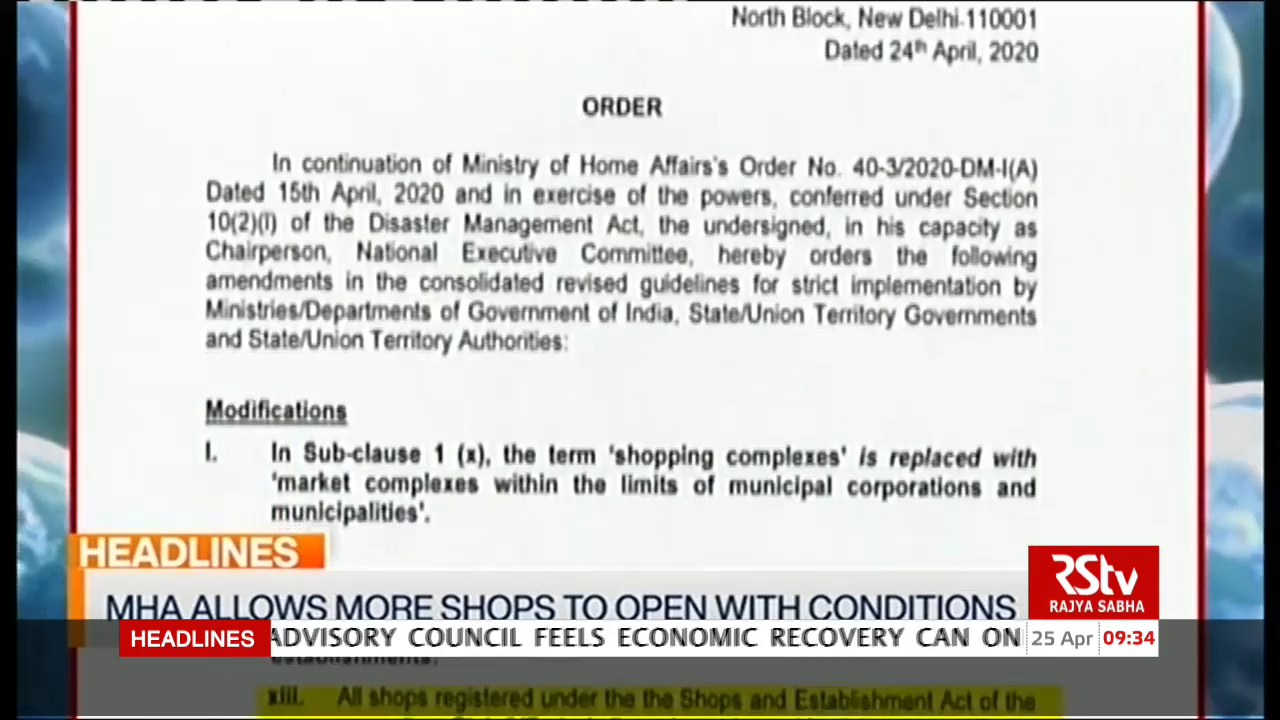 North Block, New Delhi-110001
Dated 24th April, 2020
ORDER
In continuation of Ministry of Home Affairs's Order No. 40-3/2020-DM-I(A)
Dated 15th April, 2020 and in exercise of the powers, conferred under Section
10(2)(l) of the Disaster Management Act, the undersigned, in his capacity as
Chairperson, National Executive Committee, hereby orders the following
amendments in the consolidated revised guidelines for strict implementation by
Ministries/Departments of Government of India, State/Union Territory Governments
and State/Union Territory Authorities:
Modifications
I. In Sub-clause 1 (x), the term 'shopping complexes' is replaced with
'market complexes within the limits of municipal corporations and
municipalities'.
HEADLINES
MHA ALLOWS MORE SHOPS TO OPEN WITH CONDITIONS
RStv
RAJYA SABHA
HEADLINES ADVISORY COUNCIL FEELS ECONOMIC RECOVERY CAN ON 25 Apr 09:34
establishments.
xiii. All shops registered under the the Shops and Establishment Act of the